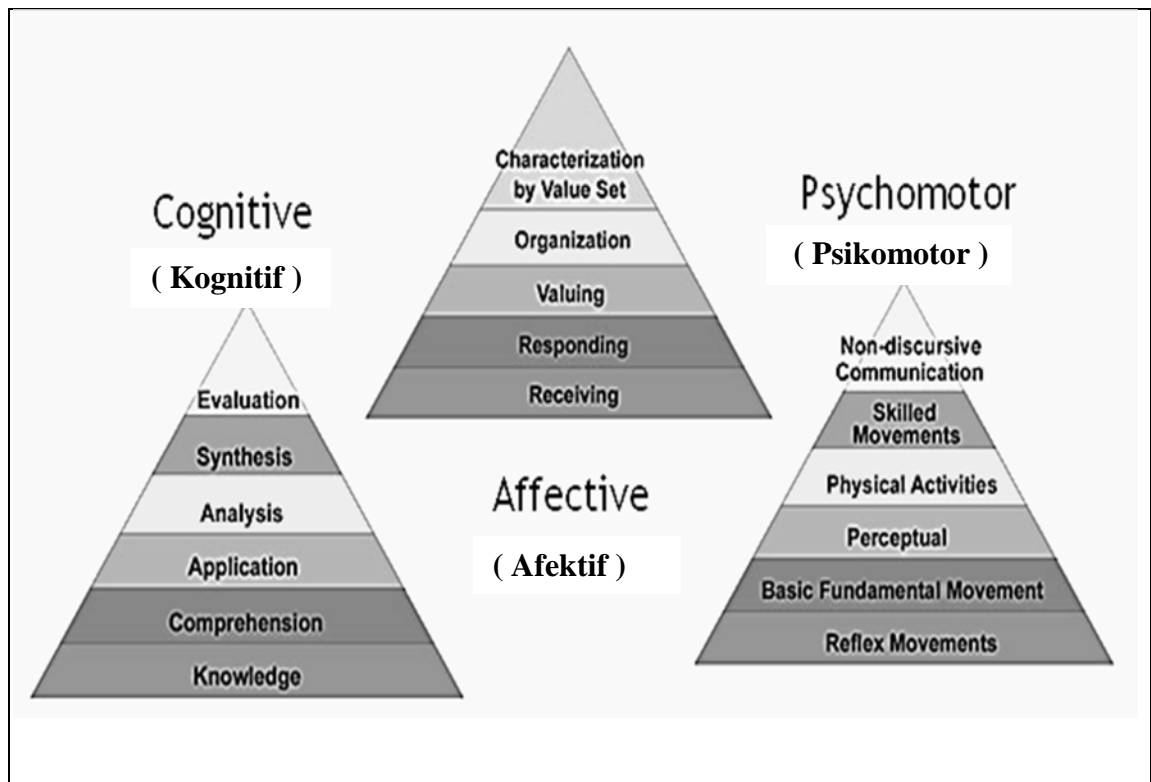 Cognitive
( Kognitif )
Evaluation
Synthesis
Analysis
Application
Comprehension
Knowledge
Characterization
by Value Set
Organization
Valuing
Responding
Receiving
Affective
( Afektif )
Psychomotor
( Psikomotor )
Non-discursive
Communication
Skilled
Movements
Physical Activities
Perceptual
Basic Fundamental Movement
Reflex Movements